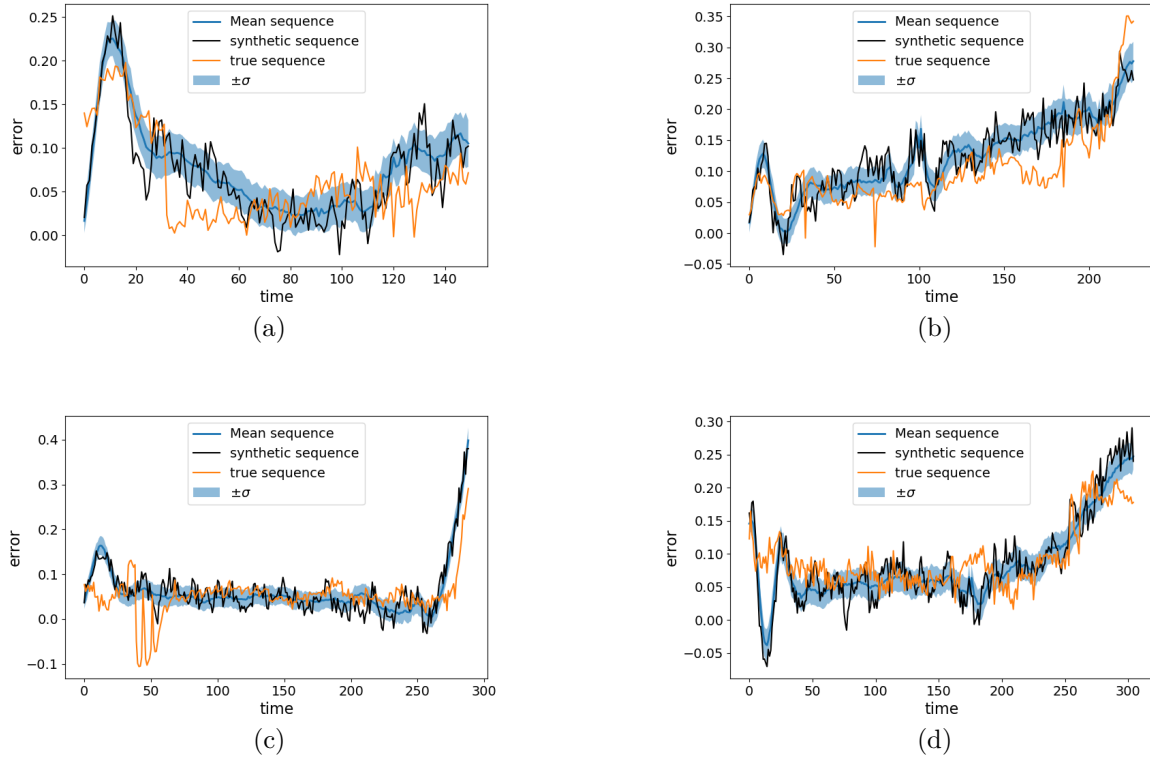 Mean sequence
synthetic sequence
true sequence
±σ
error
0.25
0.20
0.15
0.10
0.05
0.00
0 20 40 60 80 100 120 140
time
(a)
Mean sequence
synthetic sequence
true sequence
±σ
error
0.35
0.30
0.25
0.20
0.15
0.10
0.05
0.00
−0.05
0 50 100 150 200
time
(b)
Mean sequence
synthetic sequence
true sequence
±σ
error
0.4
0.3
0.2
0.1
0.0
−0.1
0 50 100 150 200 250 300
time
(c)
Mean sequence
synthetic sequence
true sequence
±σ
error
0.30
0.25
0.20
0.15
0.10
0.05
0.00
−0.05
0 50 100 150 200 250 300
time
(d)